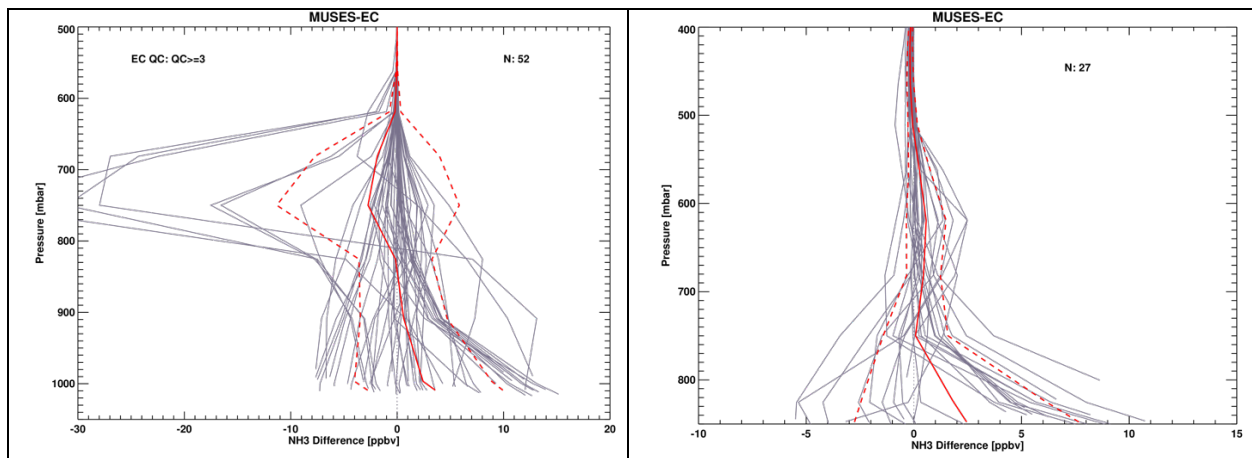 MUSES-EC
500
600
700
800
900
1000
Pressure [mbar]
EC QC: QC>=3
N: 52
-30
-20
-10
0
10
20
NH3 Difference [ppbv]
MUSES-EC
400
500
600
700
800
Pressure [mbar]
N: 27
-10
-5
0
5
10
15
NH3 Difference [ppbv]